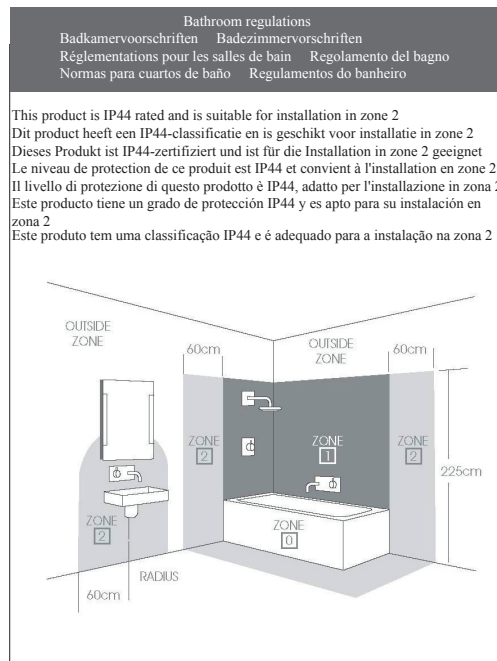 Bathroom regulations
Badkamervoorschriften Badezimmervorschriften
Réglementations pour les salles de bain Regolamento del bagno
Normas para cuartos de baño Regulamentos do banheiro
This product is IP44 rated and is suitable for installation in zone 2
Dit product heeft een IP44-classificatie en is geschikt voor installatie in zone 2
Dieses Produkt ist IP44-zertifiziert und ist für die Installation in zone 2 geeignet
Le niveau de protection de ce produit est IP44 et convient à l'installation en zone 2
Il livello di protezione di questo prodotto è IP44, adatto per l'installazione in zona 2
Este producto tiene un grado de protección IP44 y es apto para su instalación en
zona 2
Este produto tem uma classificação IP44 e é adequado para a instalação na zona 2
OUTSIDE
ZONE
60cm
OUTSIDE
ZONE
60cm
ZONE
2
ZONE
1
ZONE
2
225cm
ZONE
2
ZONE
0
RADIUS
60cm